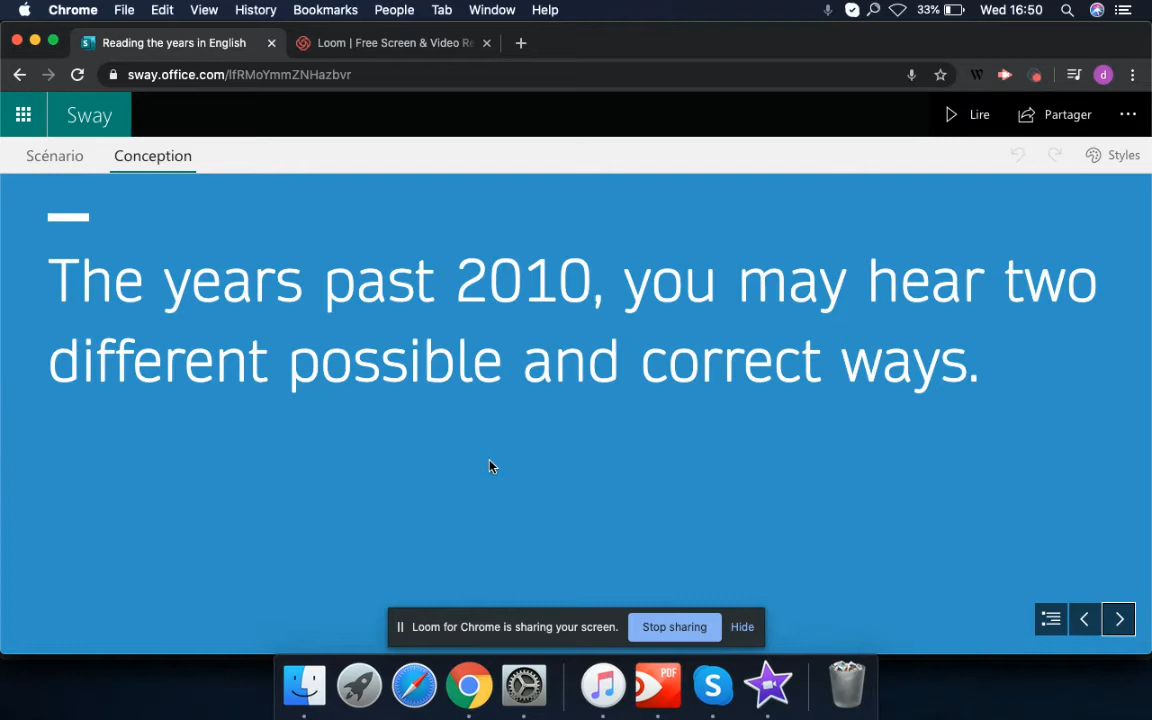 Chrome File Edit View History Bookmarks People Tab Window Help 33% Wed 16:50
Reading the years in English Loom | Free Screen & Video Re
sway.office.com/lfRMoYmmZNHazbvr W d
Sway Lire Partager
Scénario Conception Styles
The years past 2010, you may hear two
different possible and correct ways.
Loom for Chrome is sharing your screen. Stop sharing Hide
PDF